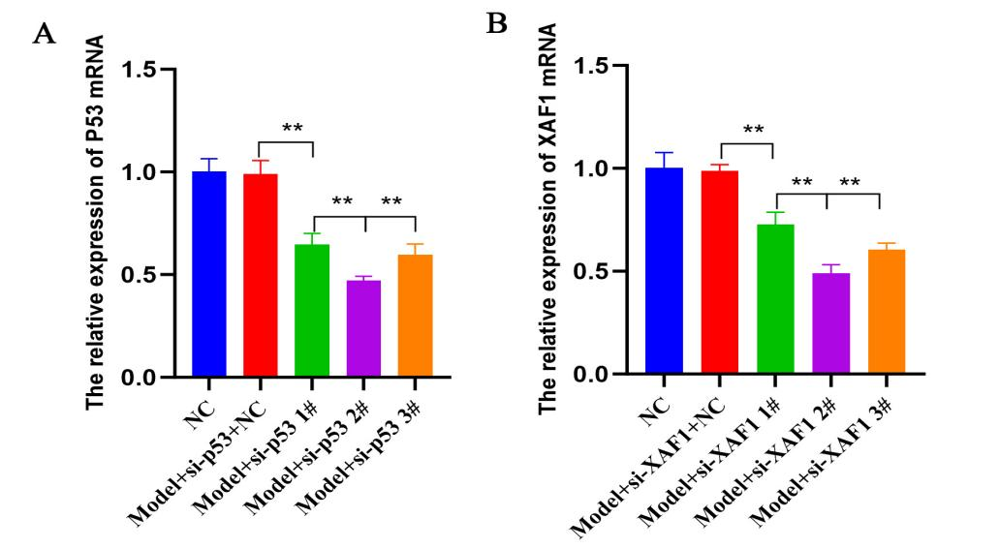 A
The relative expression of P53 mRNA
1.5
1.0
0.5
0.0
**
**
**
NC
Model+si-p53+NC
Model+si-p53 1#
Model+si-p53 2#
Model+si-p53 3#
B
The relative expression of XAF1 mRNA
1.5
1.0
0.5
0.0
**
**
**
NC
Model+si-XAF1+NC
Model+si-XAF1 1#
Model+si-XAF1 2#
Model+si-XAF1 3#